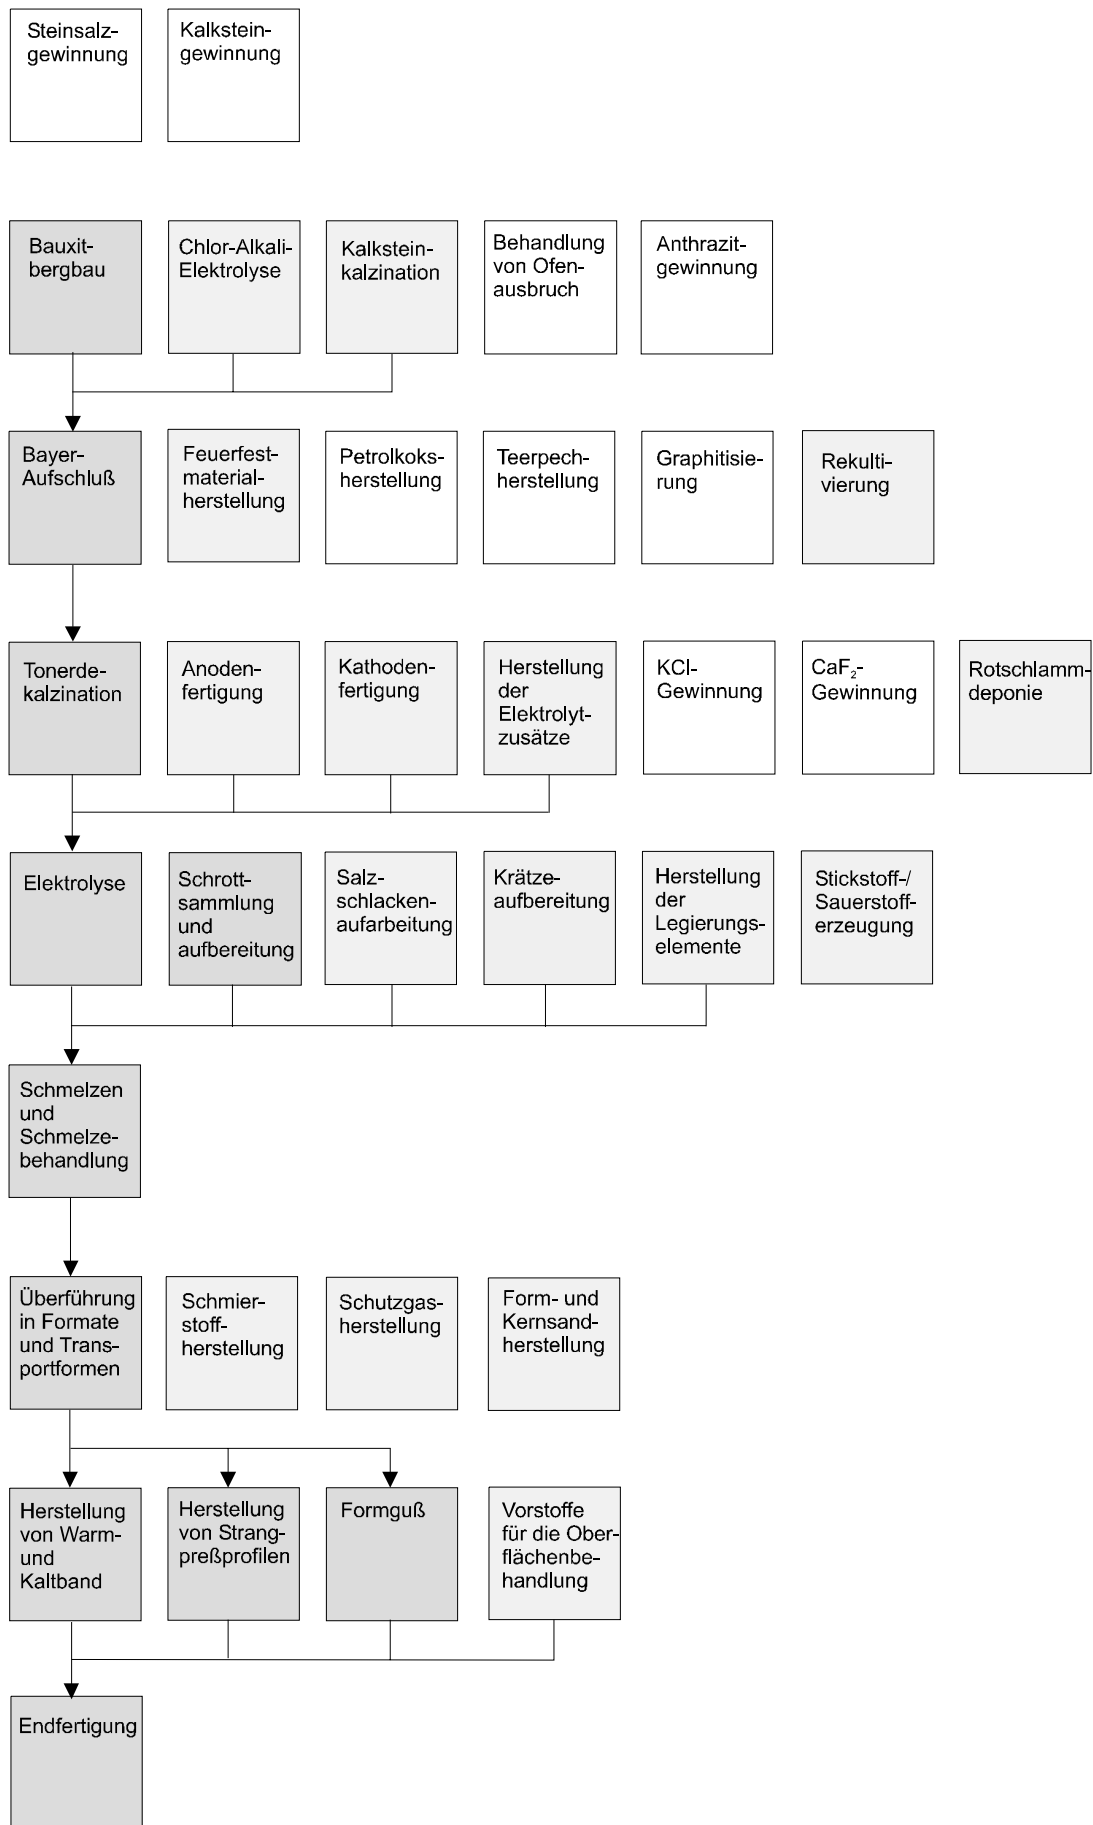 Steinsalz-
gewinnung
Kalkstein-
gewinnung
Bauxit-
bergbau
Chlor-Alkali-
Elektrolyse
Kalkstein-
kalzination
Behandlung
von Ofen-
ausbruch
Anthrazit-
gewinnung
Bayer-
Aufschluß
Feuerfest-
material-
herstellung
Petrolkoks-
herstellung
Teerpech-
herstellung
Graphitisie-
rung
Rekulti-
vierung
Tonerde-
kalzination
Anoden-
fertigung
Kathoden-
fertigung
Herstellung
der
Elektrolyt-
zusätze
KCl-
Gewinnung
CaF₂-
Gewinnung
Rotschlamm-
deponie
Elektrolyse
Schrott-
sammlung
und
aufbereitung
Salz-
schlacken-
aufarbeitung
Krätze-
aufbereitung
Herstellung
der
Legierungs-
elemente
Stickstoff-/
Sauerstoff-
erzeugung
Schmelzen
und
Schmelze-
behandlung
Überführung
in Formate
und Trans-
portformen
Schmier-
stoff-
herstellung
Schutzgas-
herstellung
Form- und
Kernsand-
herstellung
Herstellung
von Warm-
und
Kaltband
Herstellung
von Strang-
preßprofilen
Formguß
Vorstoffe
für die Ober-
flächenbe-
handlung
Endfertigung